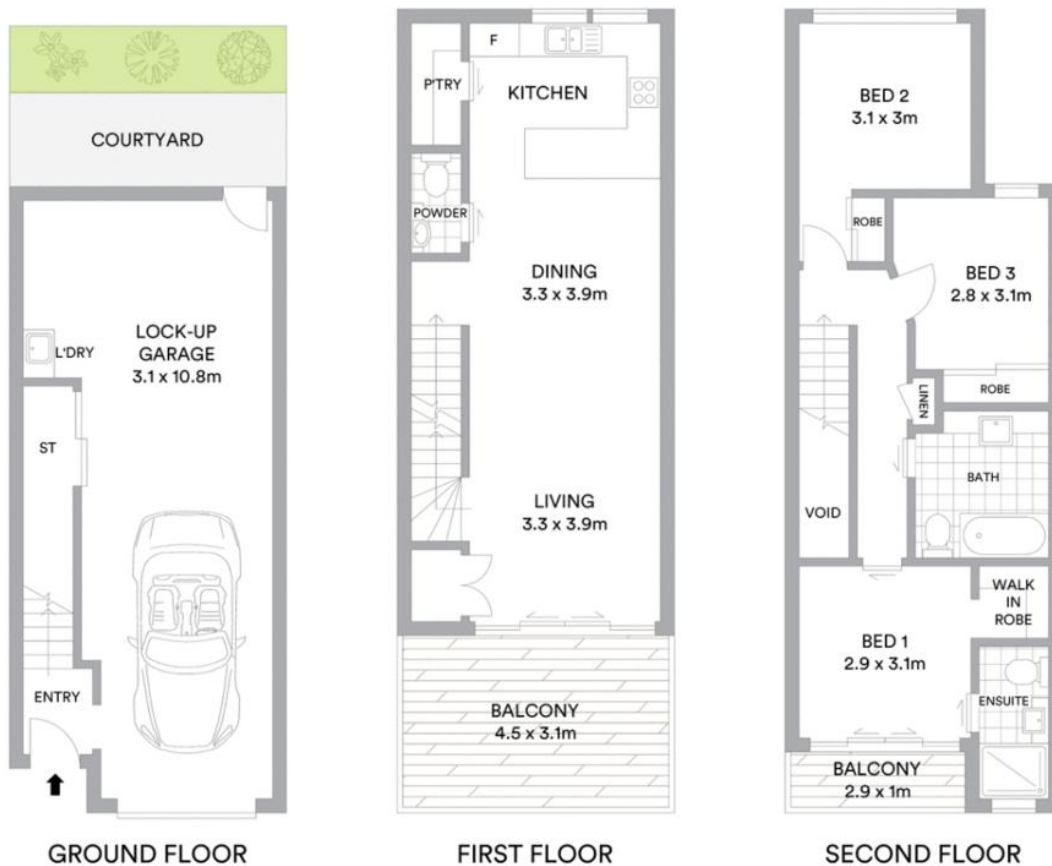 COURTYARD
LOCK-UP
GARAGE
3.1 x 10.8m
L'DRY
ST
ENTRY
GROUND FLOOR
F
P'TRY
KITCHEN
POWDER
DINING
3.3 x 3.9m
LIVING
3.3 x 3.9m
BALCONY
4.5 x 3.1m
FIRST FLOOR
BED 2
3.1 x 3m
ROBE
BED 3
2.8 x 3.1m
ROBE
LINEN
BATH
VOID
WALK
IN
ROBE
BED 1
2.9 x 3.1m
ENSUITE
BALCONY
2.9 x 1m
SECOND FLOOR